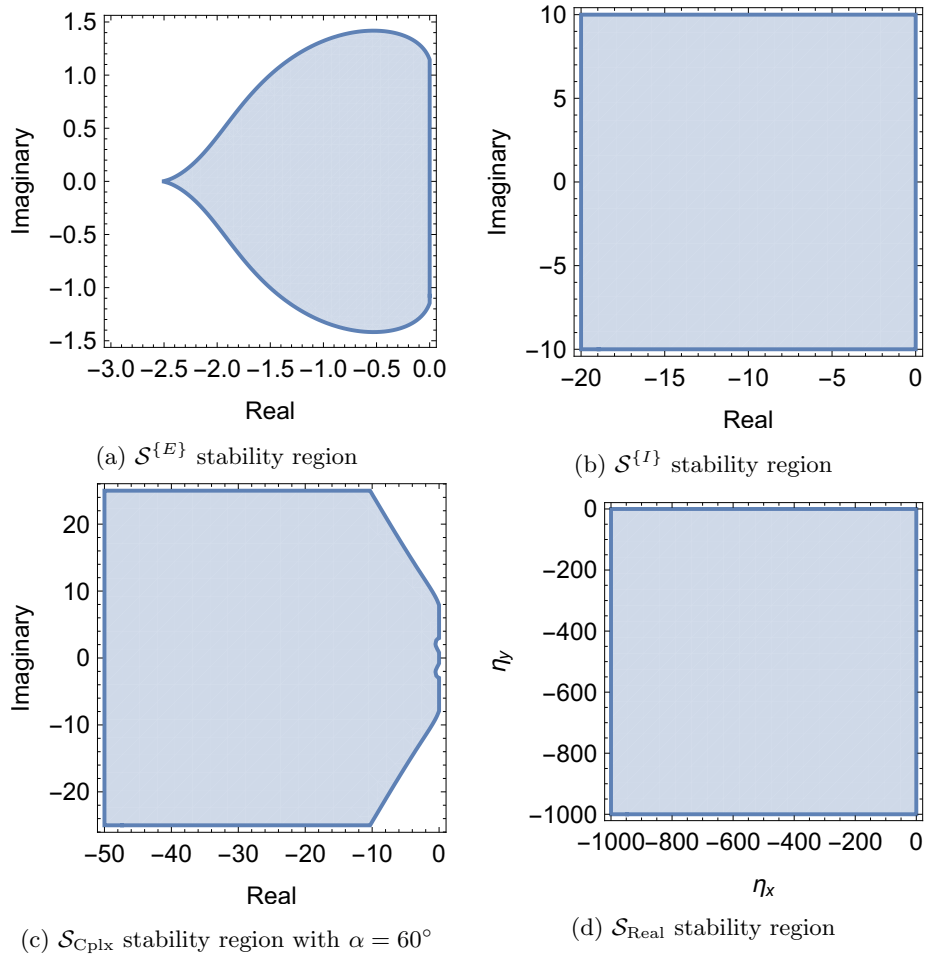 1.5
1.0
0.5
0.0
−0.5
−1.0
−1.5
Imaginary
−3.0 −2.5 −2.0 −1.5 −1.0 −0.5 0.0
Real
(a) 𝒮^{E} stability region
10
5
0
−5
−10
Imaginary
−20 −15 −10 −5 0
Real
(b) 𝒮^{I} stability region
20
10
0
−10
−20
Imaginary
−50 −40 −30 −20 −10 0
Real
(c) 𝒮_Cplx stability region with α = 60°
0
−200
−400
−600
−800
−1000
η_y
−1000 −800 −600 −400 −200 0
η_x
(d) 𝒮_Real stability region